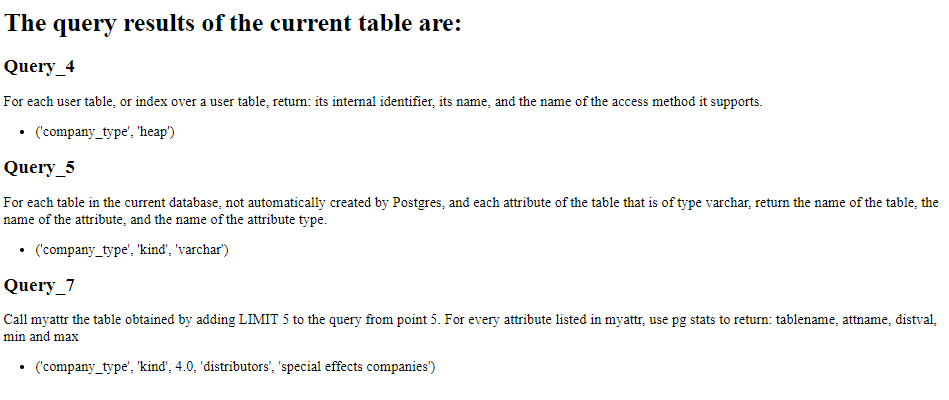 The query results of the current table are:
Query_4
For each user table, or index over a user table, return: its internal identifier, its name, and the name of the access method it supports.
• ('company_type', 'heap')
Query_5
For each table in the current database, not automatically created by Postgres, and each attribute of the table that is of type varchar, return the name of the table, the
name of the attribute, and the name of the attribute type.
• ('company_type', 'kind', 'varchar')
Query_7
Call myattr the table obtained by adding LIMIT 5 to the query from point 5. For every attribute listed in myattr, use pg stats to return: tablename, attname, distval,
min and max
• ('company_type', 'kind', 4.0, 'distributors', 'special effects companies')